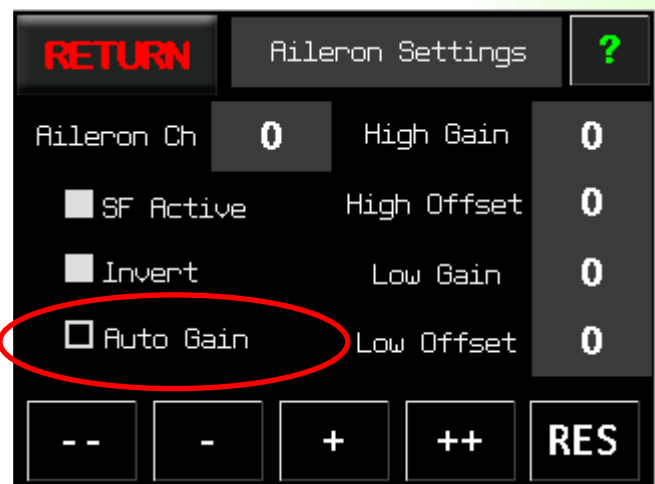 RETURN Aileron Settings ?
Aileron Ch 0 High Gain 0
SF Active High Offset 0
Invert Low Gain 0
Auto Gain Low Offset 0
-- - + ++ RES